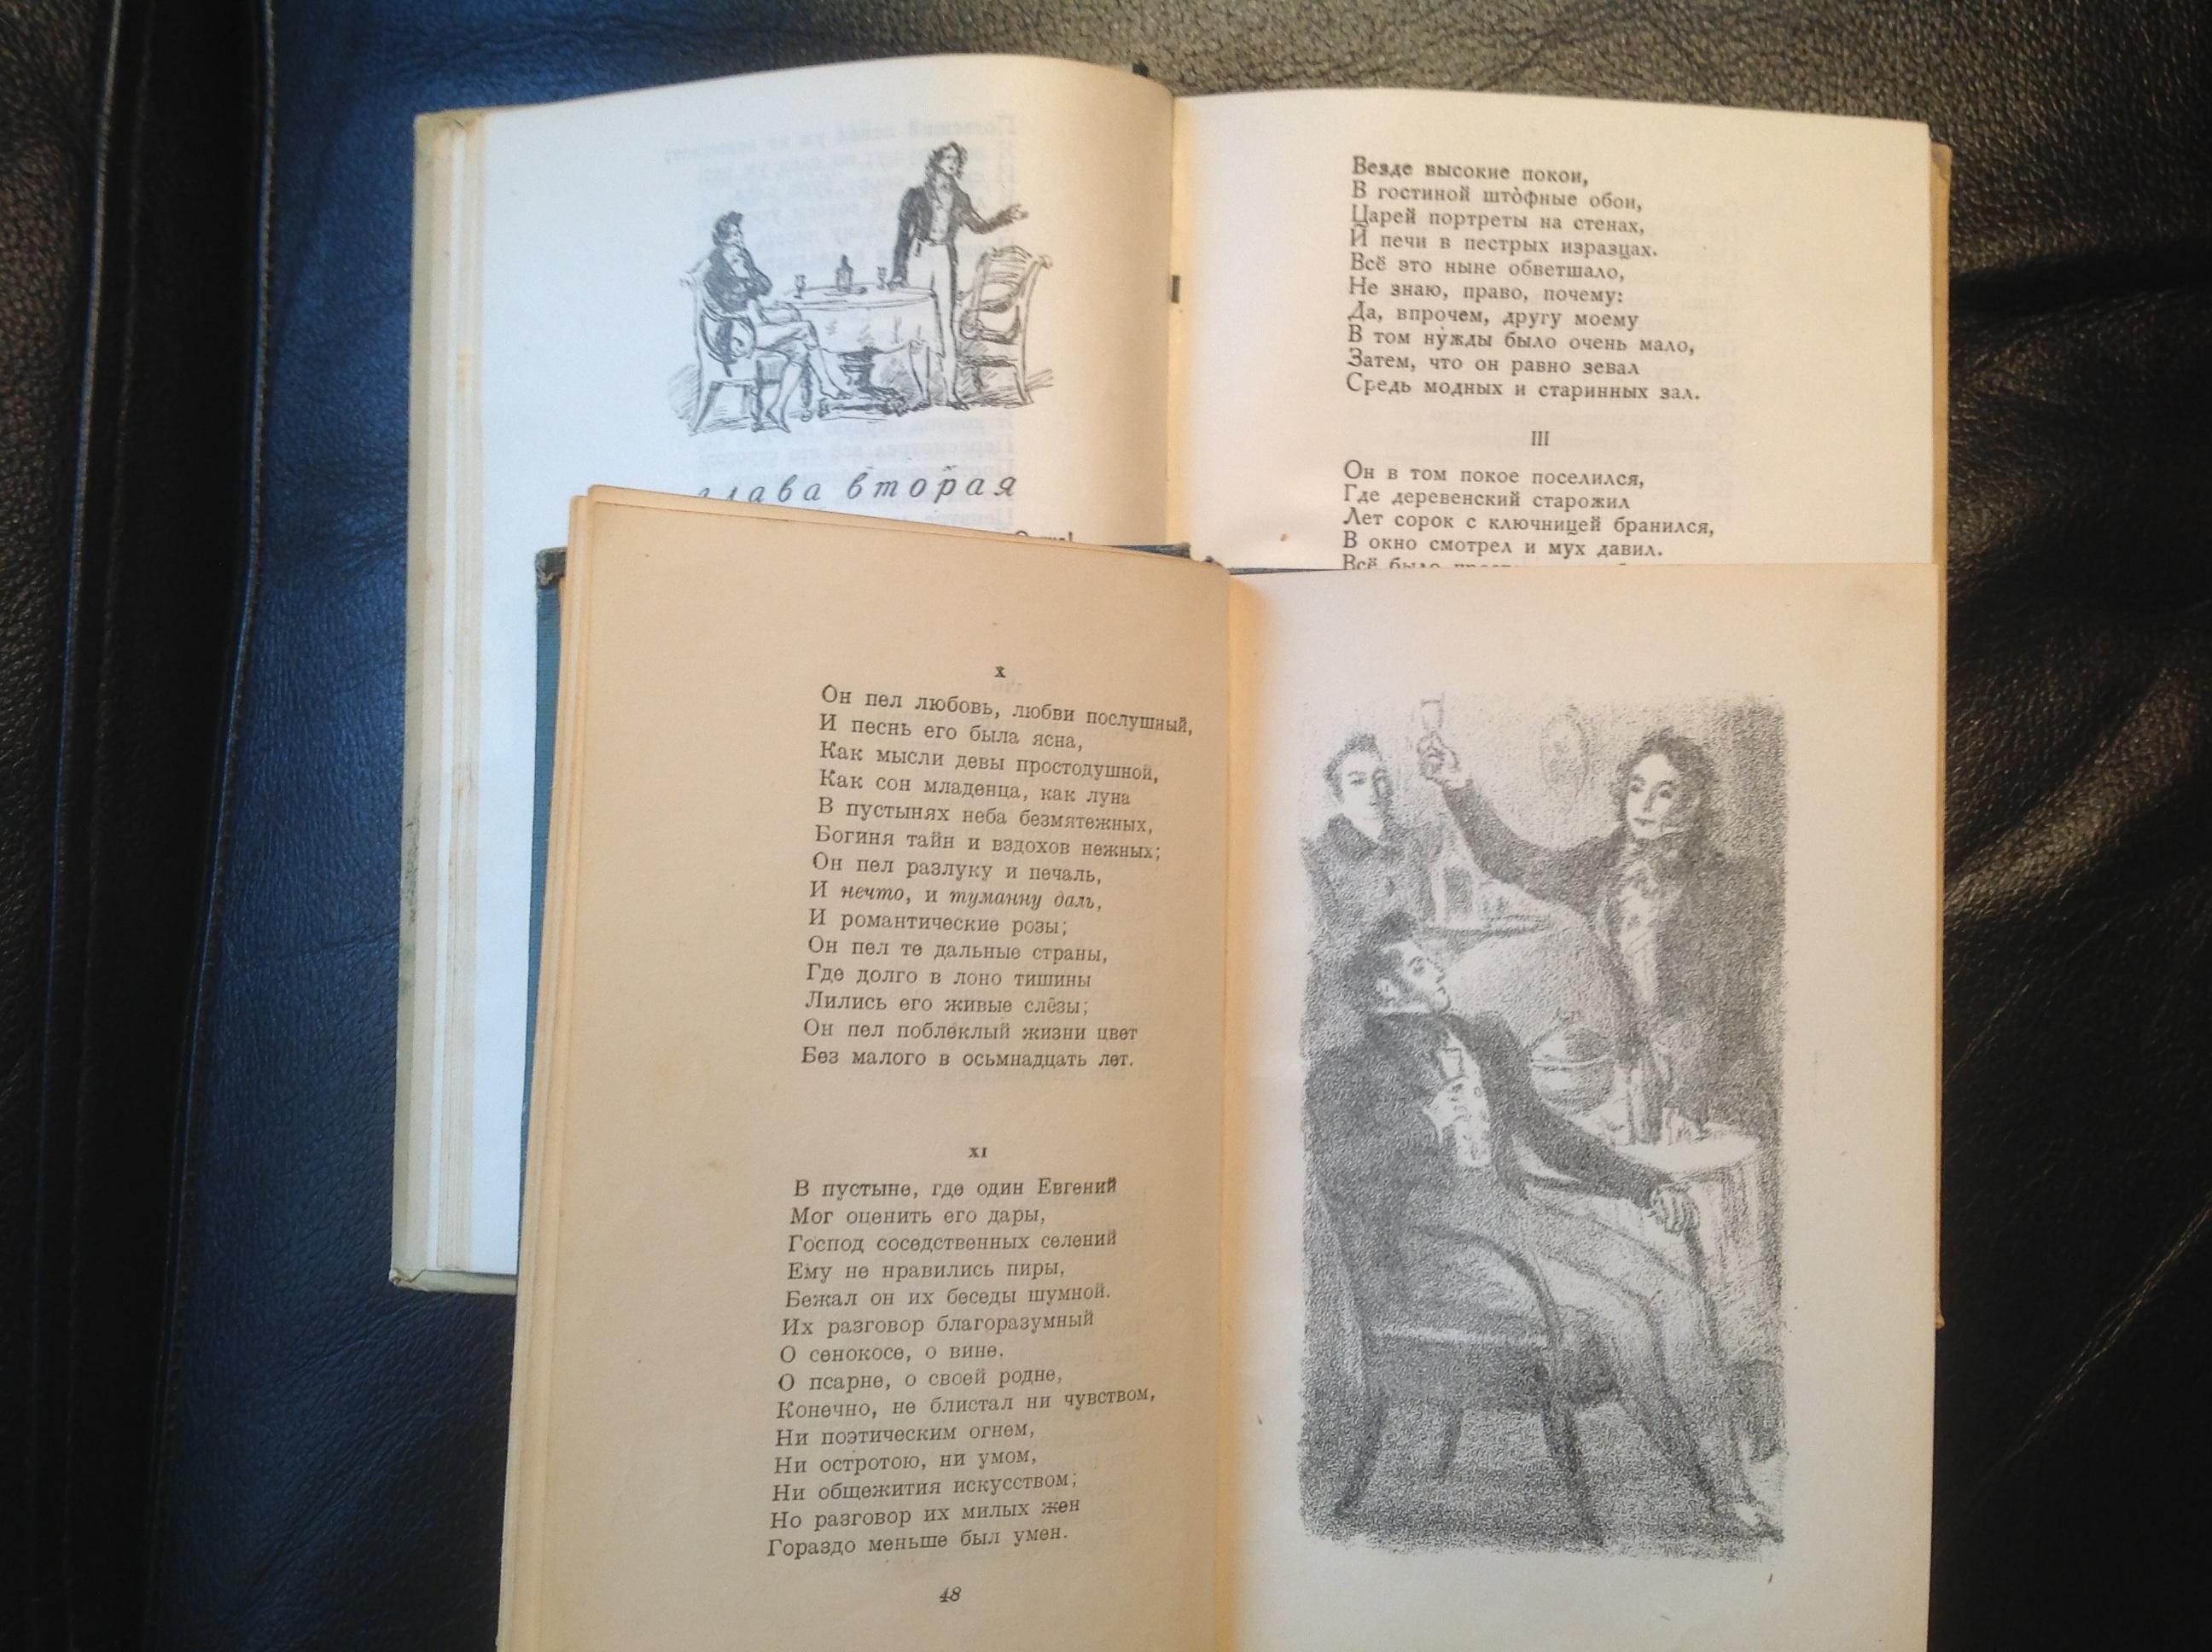 глава вторая
Везде высокие покои,
В гостиной што̀фные обои,
Царей портреты на стенах,
И печи в пестрых изразцах.
Всё это ныне обветшало,
Не знаю, право, почему:
Да, впрочем, другу моему
В том ну̀жды было очень мало,
Затем, что он равно зевал
Средь модных и старинных зал.
III
Он в том покое поселился,
Где деревенский старожил
Лет сорок с ключницей бранился,
В окно смотрел и мух давил.
Всё было
X
Он пел любовь, любви послушный,
И песнь его была ясна,
Как мысли девы простодушной,
Как сон младенца, как луна
В пустынях неба безмятежных,
Богиня тайн и вздохов нежных;
Он пел разлуку и печаль,
И нечто, и туманну даль,
И романтические розы;
Он пел те дальные страны,
Где долго в лоно тишины
Лились его живые слёзы;
Он пел поблеклый жизни цвет
Без малого в осьмнадцать лет.
XI
В пустыне, где один Евгений
Мог оценить его дары,
Господ соседственных селений
Ему не нравились пиры,
Бежал он их беседы шумной.
Их разговор благоразумный
О сенокосе, о вине,
О псарне, о своей родне,
Конечно, не блистал ни чувством,
Ни поэтическим огнем,
Ни остротою, ни умом,
Ни общежития искусством;
Но разговор их милых жен
Гораздо меньше был умен.
48